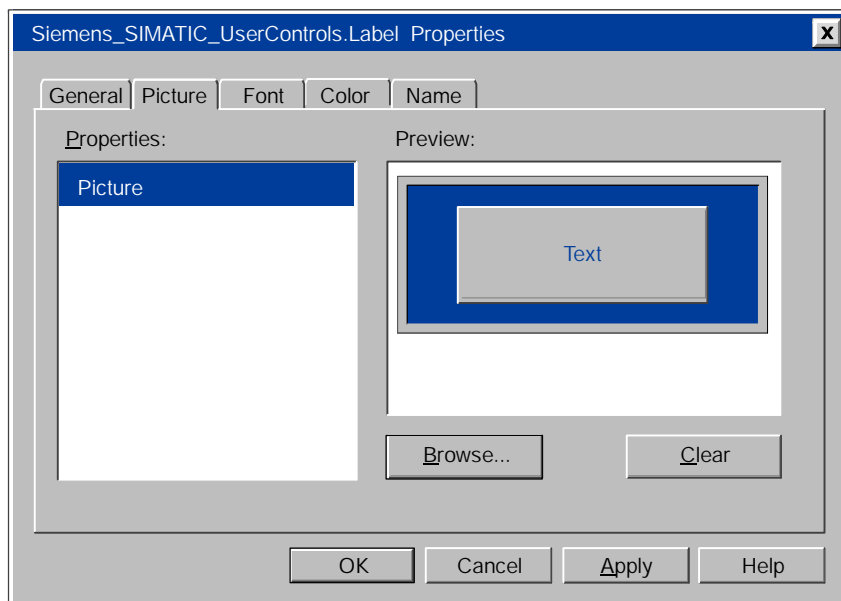 Siemens_SIMATIC_UserControls.Label Properties X
General Picture Font Color Name
Properties: Preview:
Picture
Text
Browse... Clear
OK Cancel Apply Help